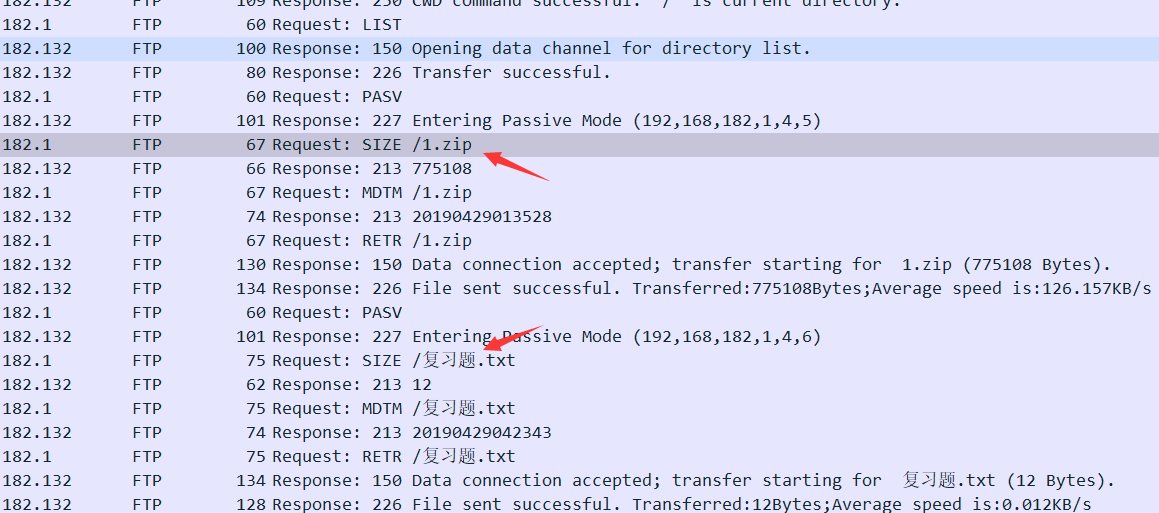 182.132 FTP 109 Response: 250 CWD command successful. "/" is current directory.
182.1 FTP 60 Request: LIST
182.132 FTP 100 Response: 150 Opening data channel for directory list.
182.132 FTP 80 Response: 226 Transfer successful.
182.1 FTP 60 Request: PASV
182.132 FTP 101 Response: 227 Entering Passive Mode (192,168,182,1,4,5)
182.1 FTP 67 Request: SIZE /1.zip
182.132 FTP 66 Response: 213 775108
182.1 FTP 67 Request: MDTM /1.zip
182.132 FTP 74 Response: 213 20190429013528
182.1 FTP 67 Request: RETR /1.zip
182.132 FTP 130 Response: 150 Data connection accepted; transfer starting for  1.zip (775108 Bytes).
182.132 FTP 134 Response: 226 File sent successful. Transferred:775108Bytes;Average speed is:126.157KB/s
182.1 FTP 60 Request: PASV
182.132 FTP 101 Response: 227 Entering Passive Mode (192,168,182,1,4,6)
182.1 FTP 75 Request: SIZE /复习题.txt
182.132 FTP 62 Response: 213 12
182.1 FTP 75 Request: MDTM /复习题.txt
182.132 FTP 74 Response: 213 20190429042343
182.1 FTP 75 Request: RETR /复习题.txt
182.132 FTP 134 Response: 150 Data connection accepted; transfer starting for  复习题.txt (12 Bytes).
182.132 FTP 128 Response: 226 File sent successful. Transferred:12Bytes;Average speed is:0.012KB/s